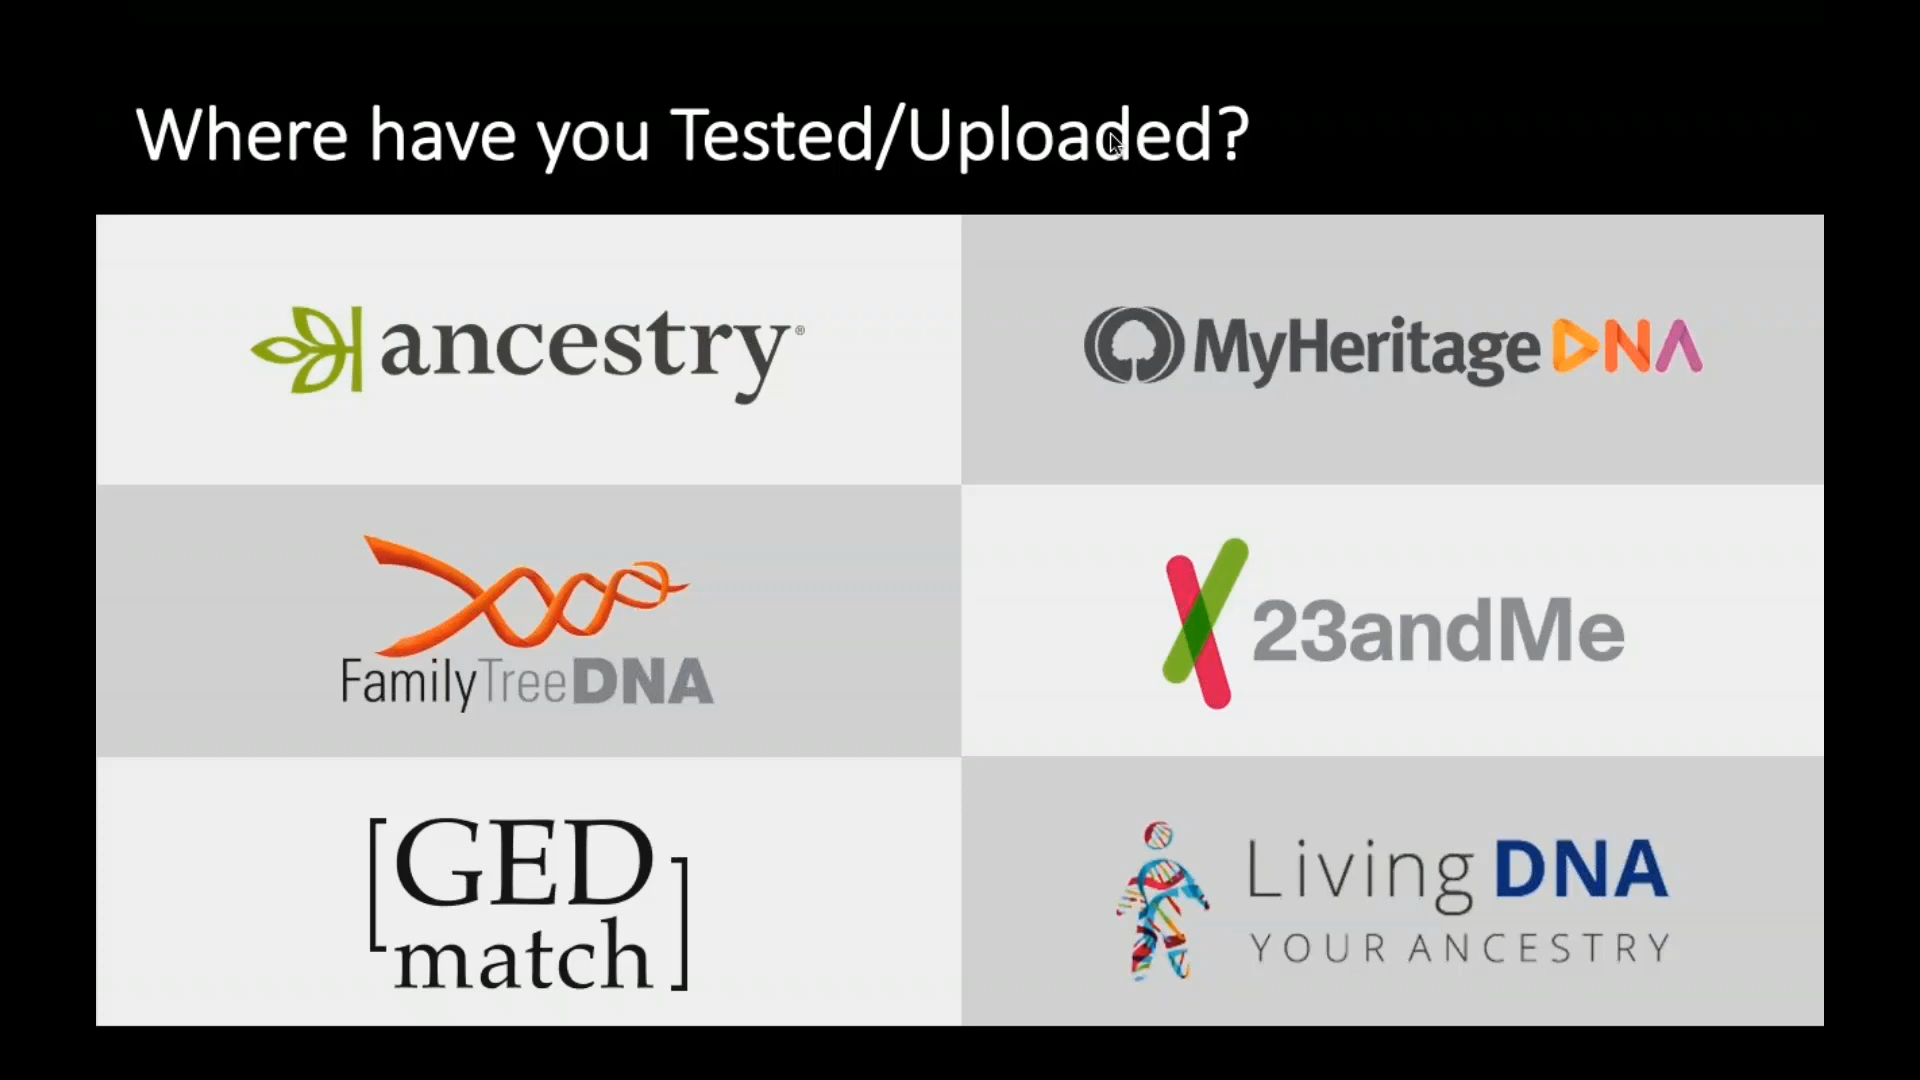 Where have you Tested/Uploaded?
ancestry®
MyHeritage DNA
FamilyTreeDNA
23andMe
[GED
match]
Living DNA
YOUR ANCESTRY